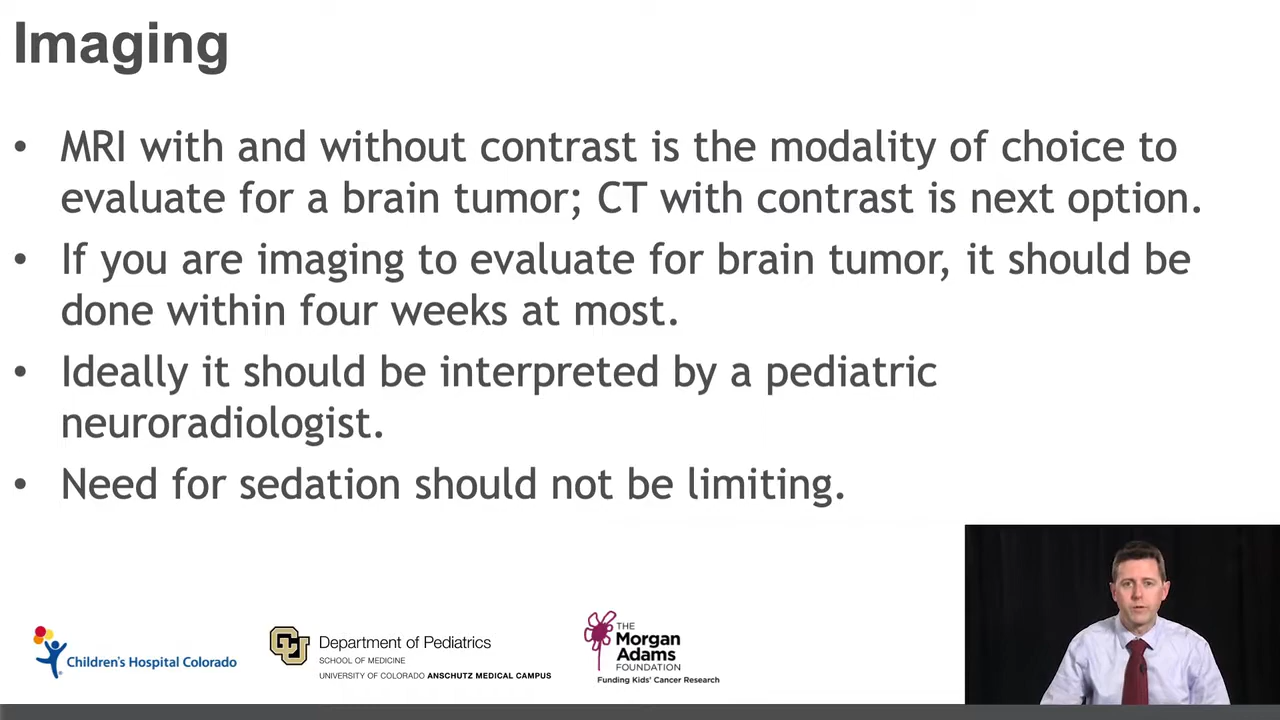 Imaging
• MRI with and without contrast is the modality of choice to
evaluate for a brain tumor; CT with contrast is next option.
• If you are imaging to evaluate for brain tumor, it should be
done within four weeks at most.
• Ideally it should be interpreted by a pediatric
neuroradiologist.
• Need for sedation should not be limiting.
Children's Hospital Colorado
CU
Department of Pediatrics
SCHOOL OF MEDICINE
UNIVERSITY OF COLORADO ANSCHUTZ MEDICAL CAMPUS
THE
Morgan
Adams
FOUNDATION
Funding Kids' Cancer Research